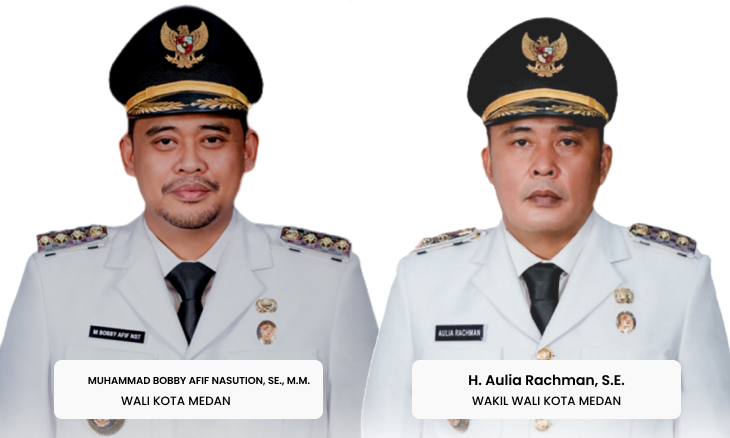 M BOBBY AFIF NST
AULIA RACHMAN
MUHAMMAD BOBBY AFIF NASUTION, SE., M.M.
WALI KOTA MEDAN
H. Aulia Rachman, S.E.
WAKIL WALI KOTA MEDAN